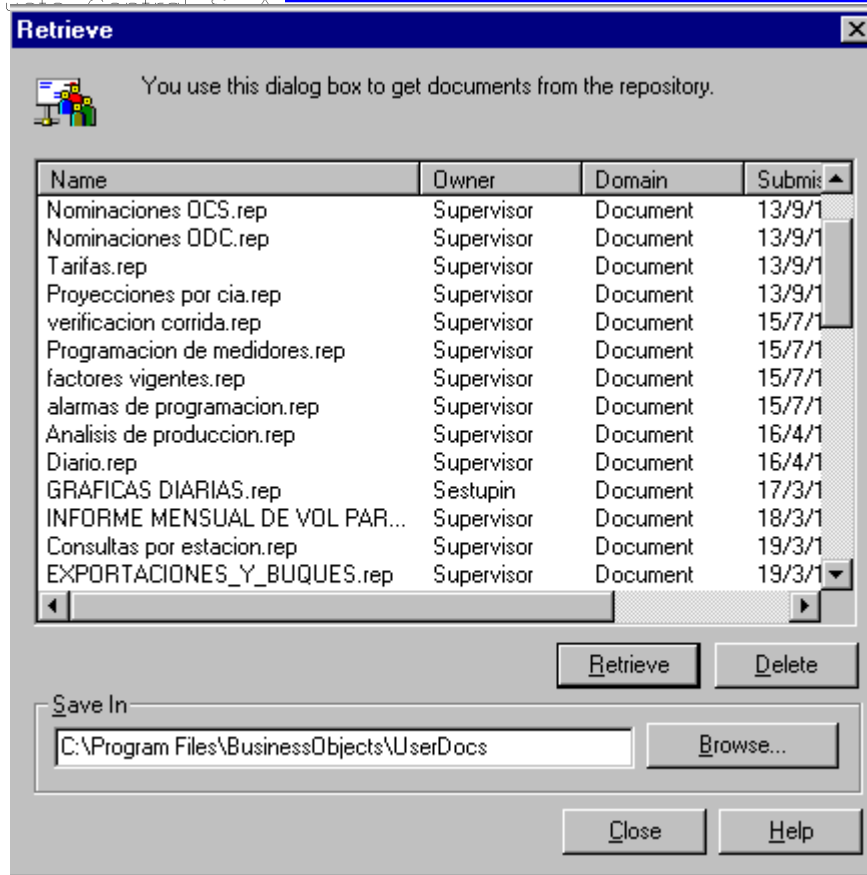 Retrieve
You use this dialog box to get documents from the repository.
Name Owner Domain
Nominaciones OCS.rep Supervisor Document 13/9/1
Nominaciones ODC.rep Supervisor Document 13/9/1
Tarifas.rep Supervisor Document 13/9/1
Proyecciones por cia.rep Supervisor Document 13/9/1
verificacion corrida.rep Supervisor Document 15/7/1
Programacion de medidores.rep Supervisor Document 15/7/1
factores vigentes.rep Supervisor Document 15/7/1
alarmas de programacion.rep Supervisor Document 15/7/1
Analisis de produccion.rep Supervisor Document 16/4/1
Diario.rep Supervisor Document 16/4/1
GRAFICAS DIARIAS.rep Sestupin Document 17/3/1
INFORME MENSUAL DE VOL PAR... Supervisor Document 18/3/1
Consultas por estacion.rep Supervisor Document 19/3/1
EXPORTACIONES_Y_BUQUES.rep Supervisor Document 19/3/1
Retrieve Delete
Save In
C:\Program Files\BusinessObjects\UserDocs Browse...
Close Help